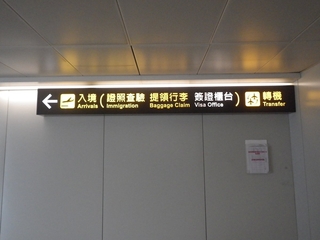 入境 ( 證照查驗 提領行李 簽證櫃台 ) 轉機
Arrivals Immigration Baggage Claim Visa Office Transfer